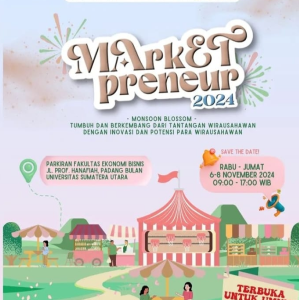 MArkET
preneur
2024
- MONSOON BLOSSOM -
TUMBUH DAN BERKEMBANG DARI TANTANGAN WIRAUSAHAWAN
DENGAN INOVASI DAN POTENSI PARA WIRAUSAHAWAN
SAVE THE DATE!
PARKIRAN FAKULTAS EKONOMI BISNIS
JL. PROF. HANAFIAH, PADANG BULAN
UNIVERSITAS SUMATERA UTARA
RABU - JUMAT
6-8 NOVEMBER 2024
09:00 - 17:00 WIB
TERBUKA
UNTUK UMUM